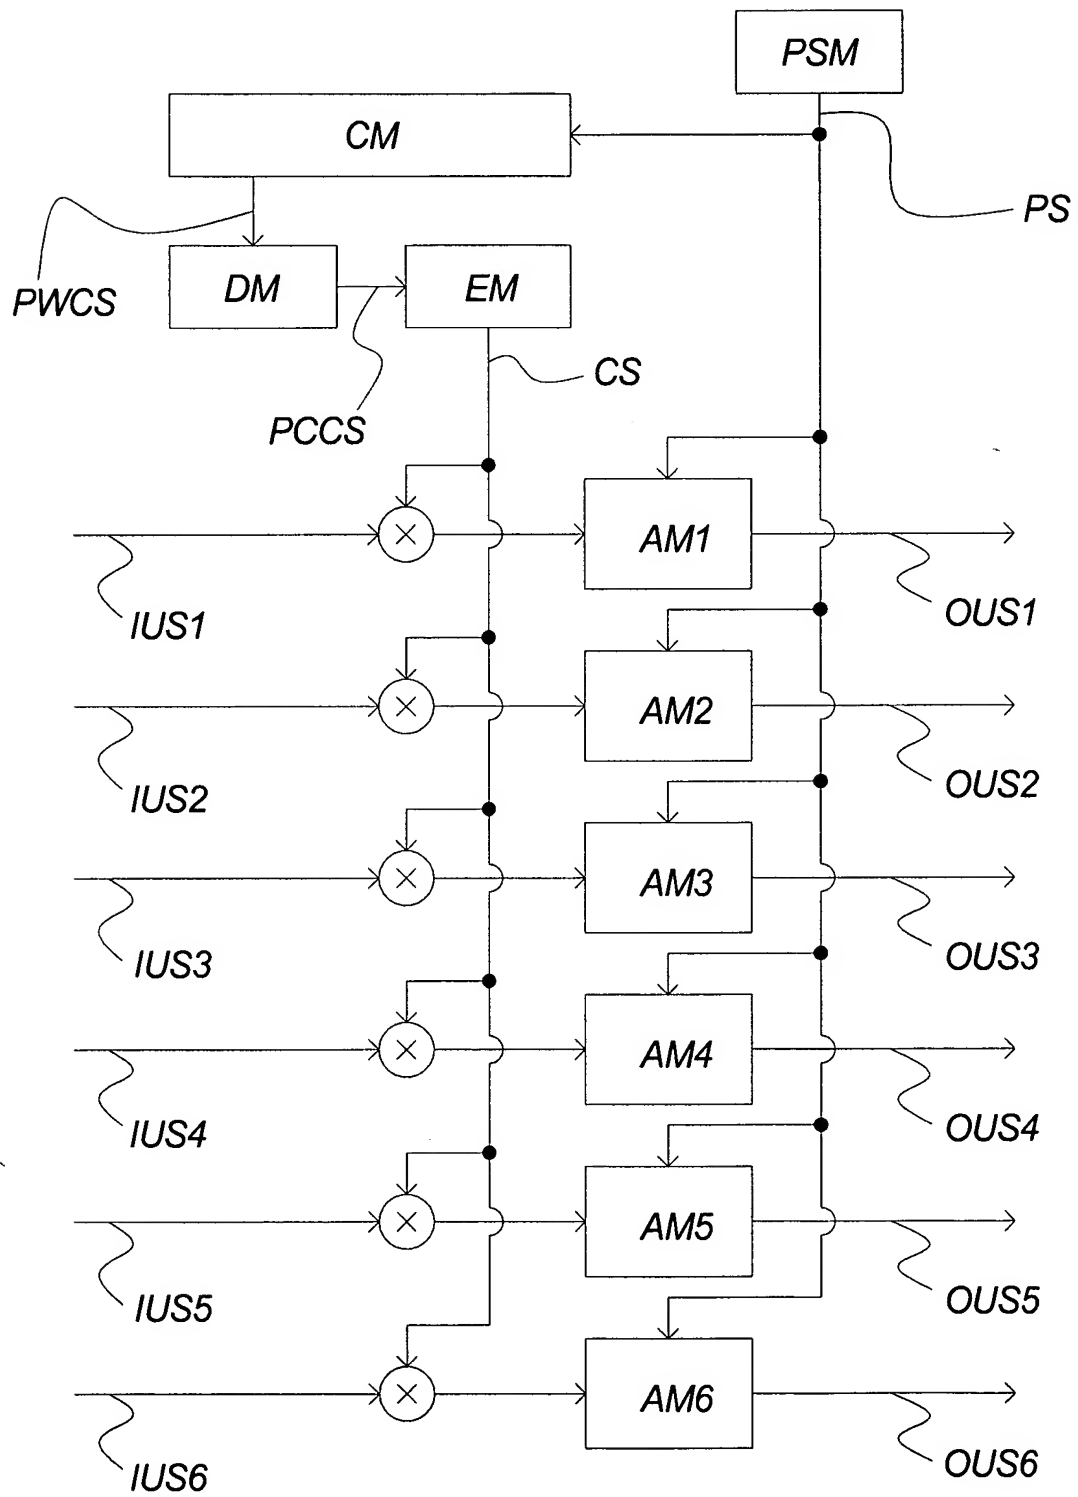 PSM
CM
PS
PWCS
DM
EM
CS
PCCS
AM1
IUS1
OUS1
AM2
IUS2
OUS2
AM3
IUS3
OUS3
AM4
IUS4
OUS4
AM5
IUS5
OUS5
AM6
IUS6
OUS6